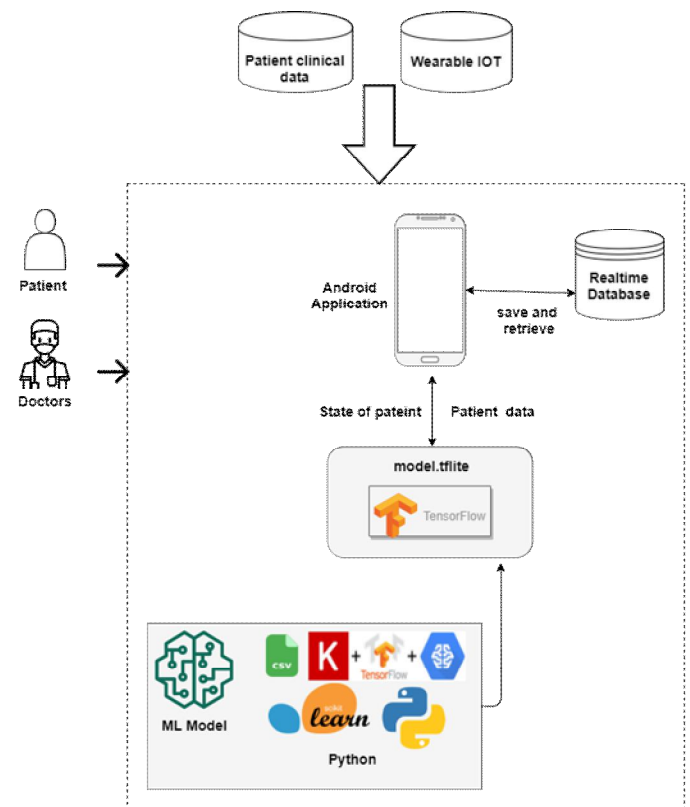 Patient clinical
data
Wearable IOT
Patient
Doctors
Android
Application
Realtime
Database
save and
retrieve
State of pateint
Patient data
model.tflite
TensorFlow
ML Model
CSV
K
+
TensorFlow
+
scikit
learn
Python